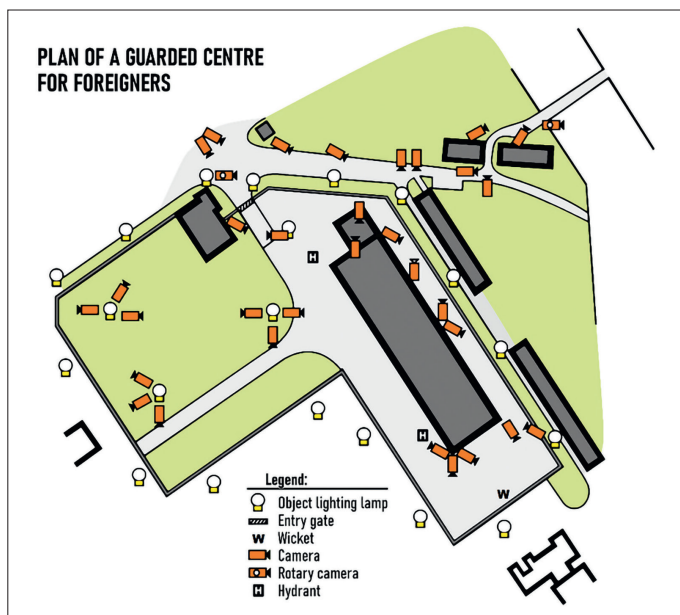 PLAN OF A GUARDED CENTRE
FOR FOREIGNERS
H
H
W
Legend:
Object lighting lamp
Entry gate
W Wicket
Camera
Rotary camera
H Hydrant